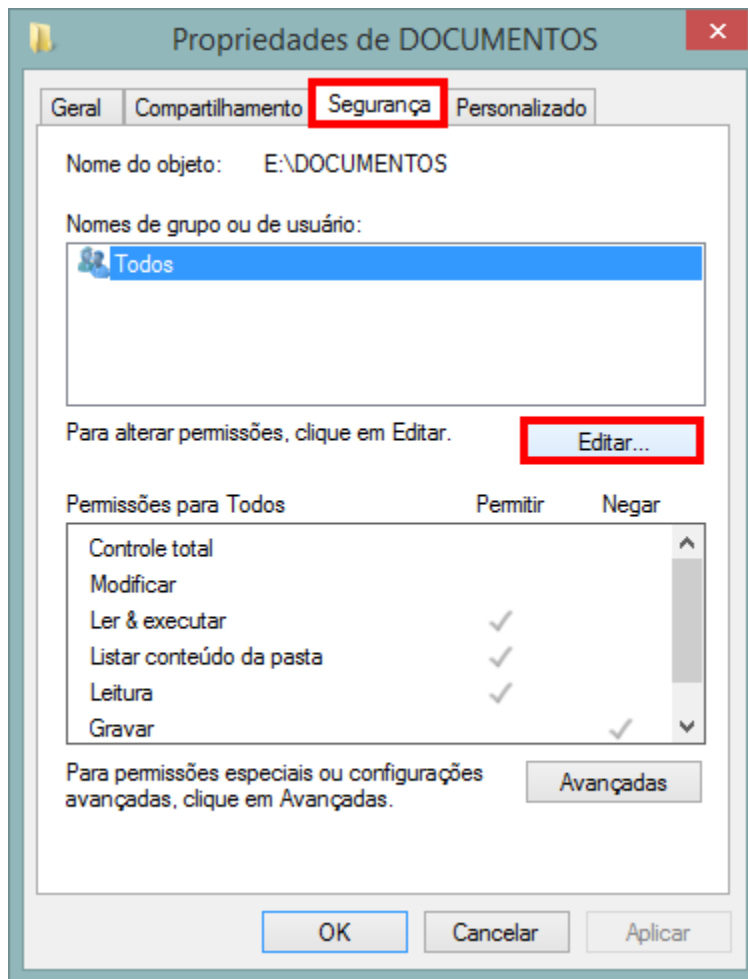 Propriedades de DOCUMENTOS
Geral Compartilhamento Segurança Personalizado
Nome do objeto: E:\DOCUMENTOS
Nomes de grupo ou de usuário:
Todos
Para alterar permissões, clique em Editar. Editar...
Permissões para Todos Permitir Negar
Controle total
Modificar
Ler & executar
Listar conteúdo da pasta
Leitura
Gravar
Para permissões especiais ou configurações
avançadas, clique em Avançadas. Avançadas
OK Cancelar Aplicar